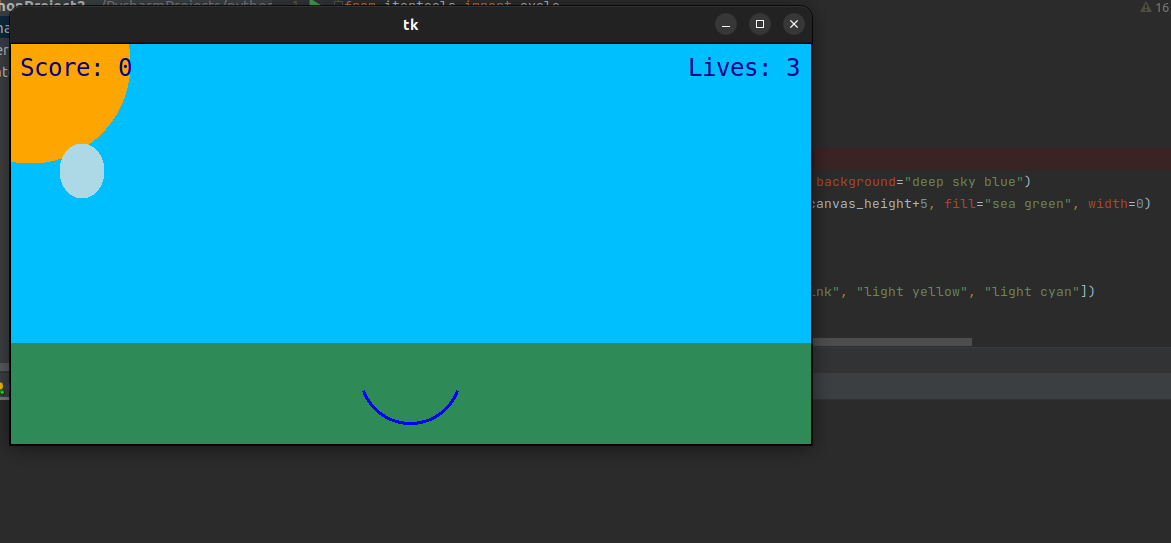 tk
16
Score: 0
Lives: 3
background="deep sky blue")
canvas_height+5, fill="sea green", width=0)
"light yellow", "light cyan"])